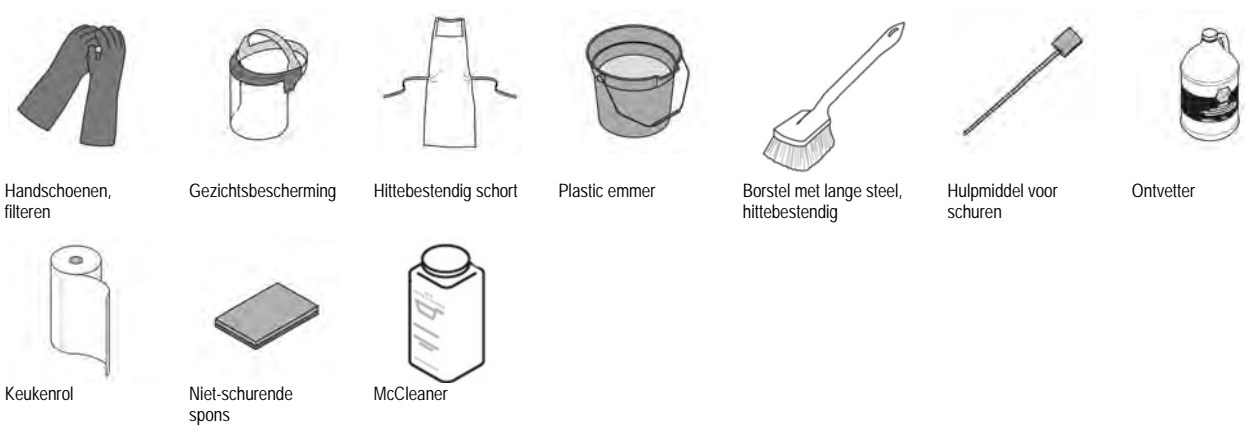 Handschoenen,
filteren
Gezichtsbescherming
Hittebestendig schort
Plastic emmer
Borstel met lange steel,
hittebestendig
Hulpmiddel voor
schuren
Ontvetter
Keukenrol
Niet-schurende
spons
McCleaner